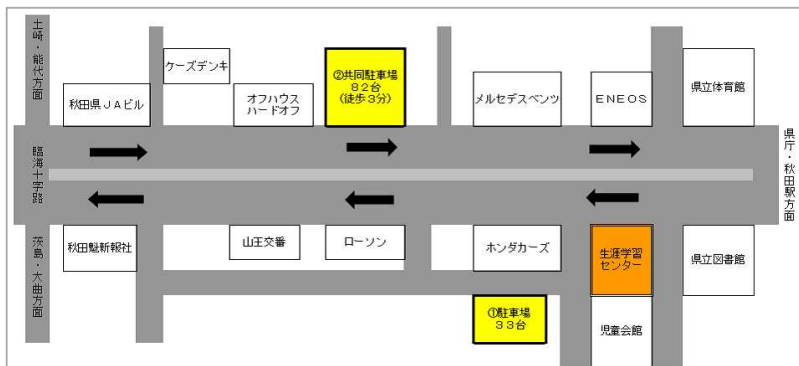 土崎・能代方面
ケーズデンキ
秋田県JAビル
オフハウス
ハードオフ
②共同駐車場
82台
(徒歩3分)
メルセデスベンツ
ENEOS
県立体育館
臨海十字路
県庁・秋田駅方面
茨島・大曲方面
秋田魁新報社
山王交番
ローソン
ホンダカーズ
生涯学習
センター
県立図書館
①駐車場
33台
児童会館